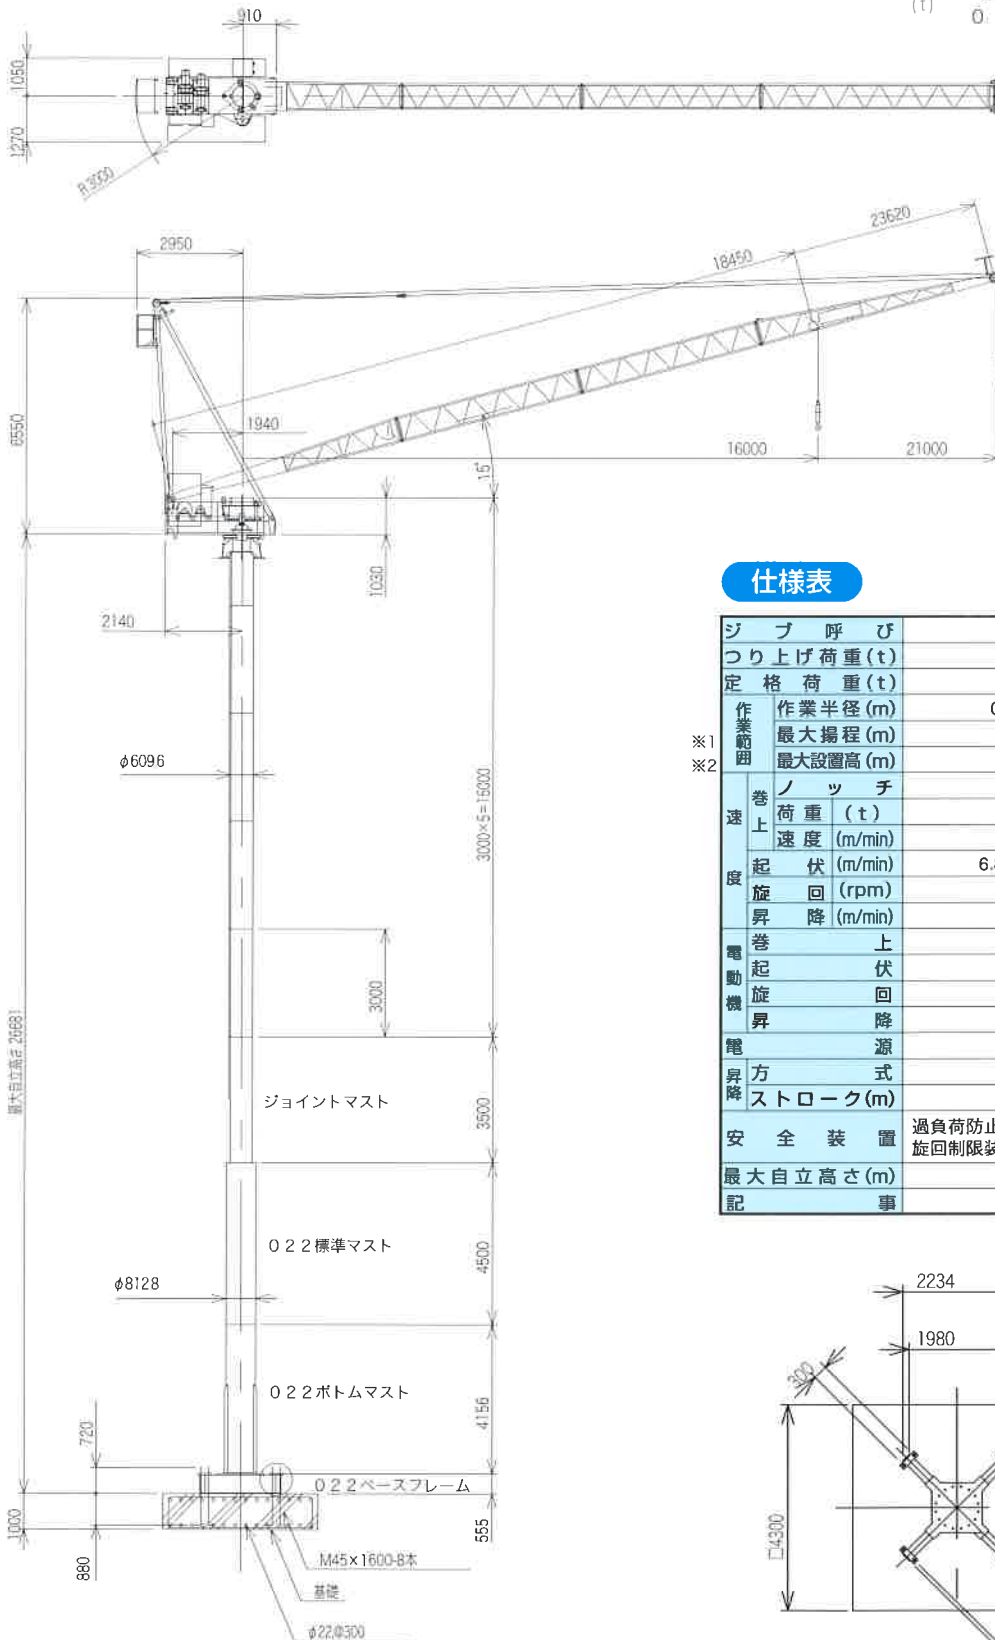 (t)
0
910
1050
1270
R3000
23620
2950
18450
6550
1940
16000
21000
15°
1030
2140
仕様表
ジブ呼び
つり上げ荷重(t)
定格荷重(t)
作業範囲
作業半径(m)
※1
最大揚程(m)
※2
最大設置高(m)
速度
巻上
ノッチ
荷重(t)
速度(m/min)
起伏(m/min)
6.
旋回(rpm)
昇降(m/min)
電動機
巻上
起伏
旋回
昇降
電源
昇降
方式
ストローク(m)
安全装置
過負荷防止
旋回制限装
最大自立高さ(m)
記事
φ6096
3000×5=15000
3000
最大自立高さ 26681
ジョイントマスト
3500
022標準マスト
4500
φ8128
022ボトムマスト
4156
720
022ベースフレーム
1000
555
880
M45×1600-8本
基礎
φ22,@300
2234
1980
300
□4300